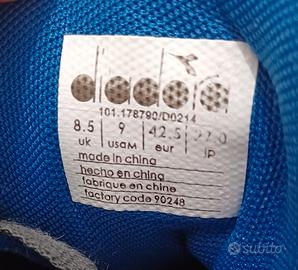 diadora
101.178790/D0214
8.5 9 42.5 27.0
uk usaM eur JP
made in china
hecho en china
fabrique en chine
factory code 90248
subito